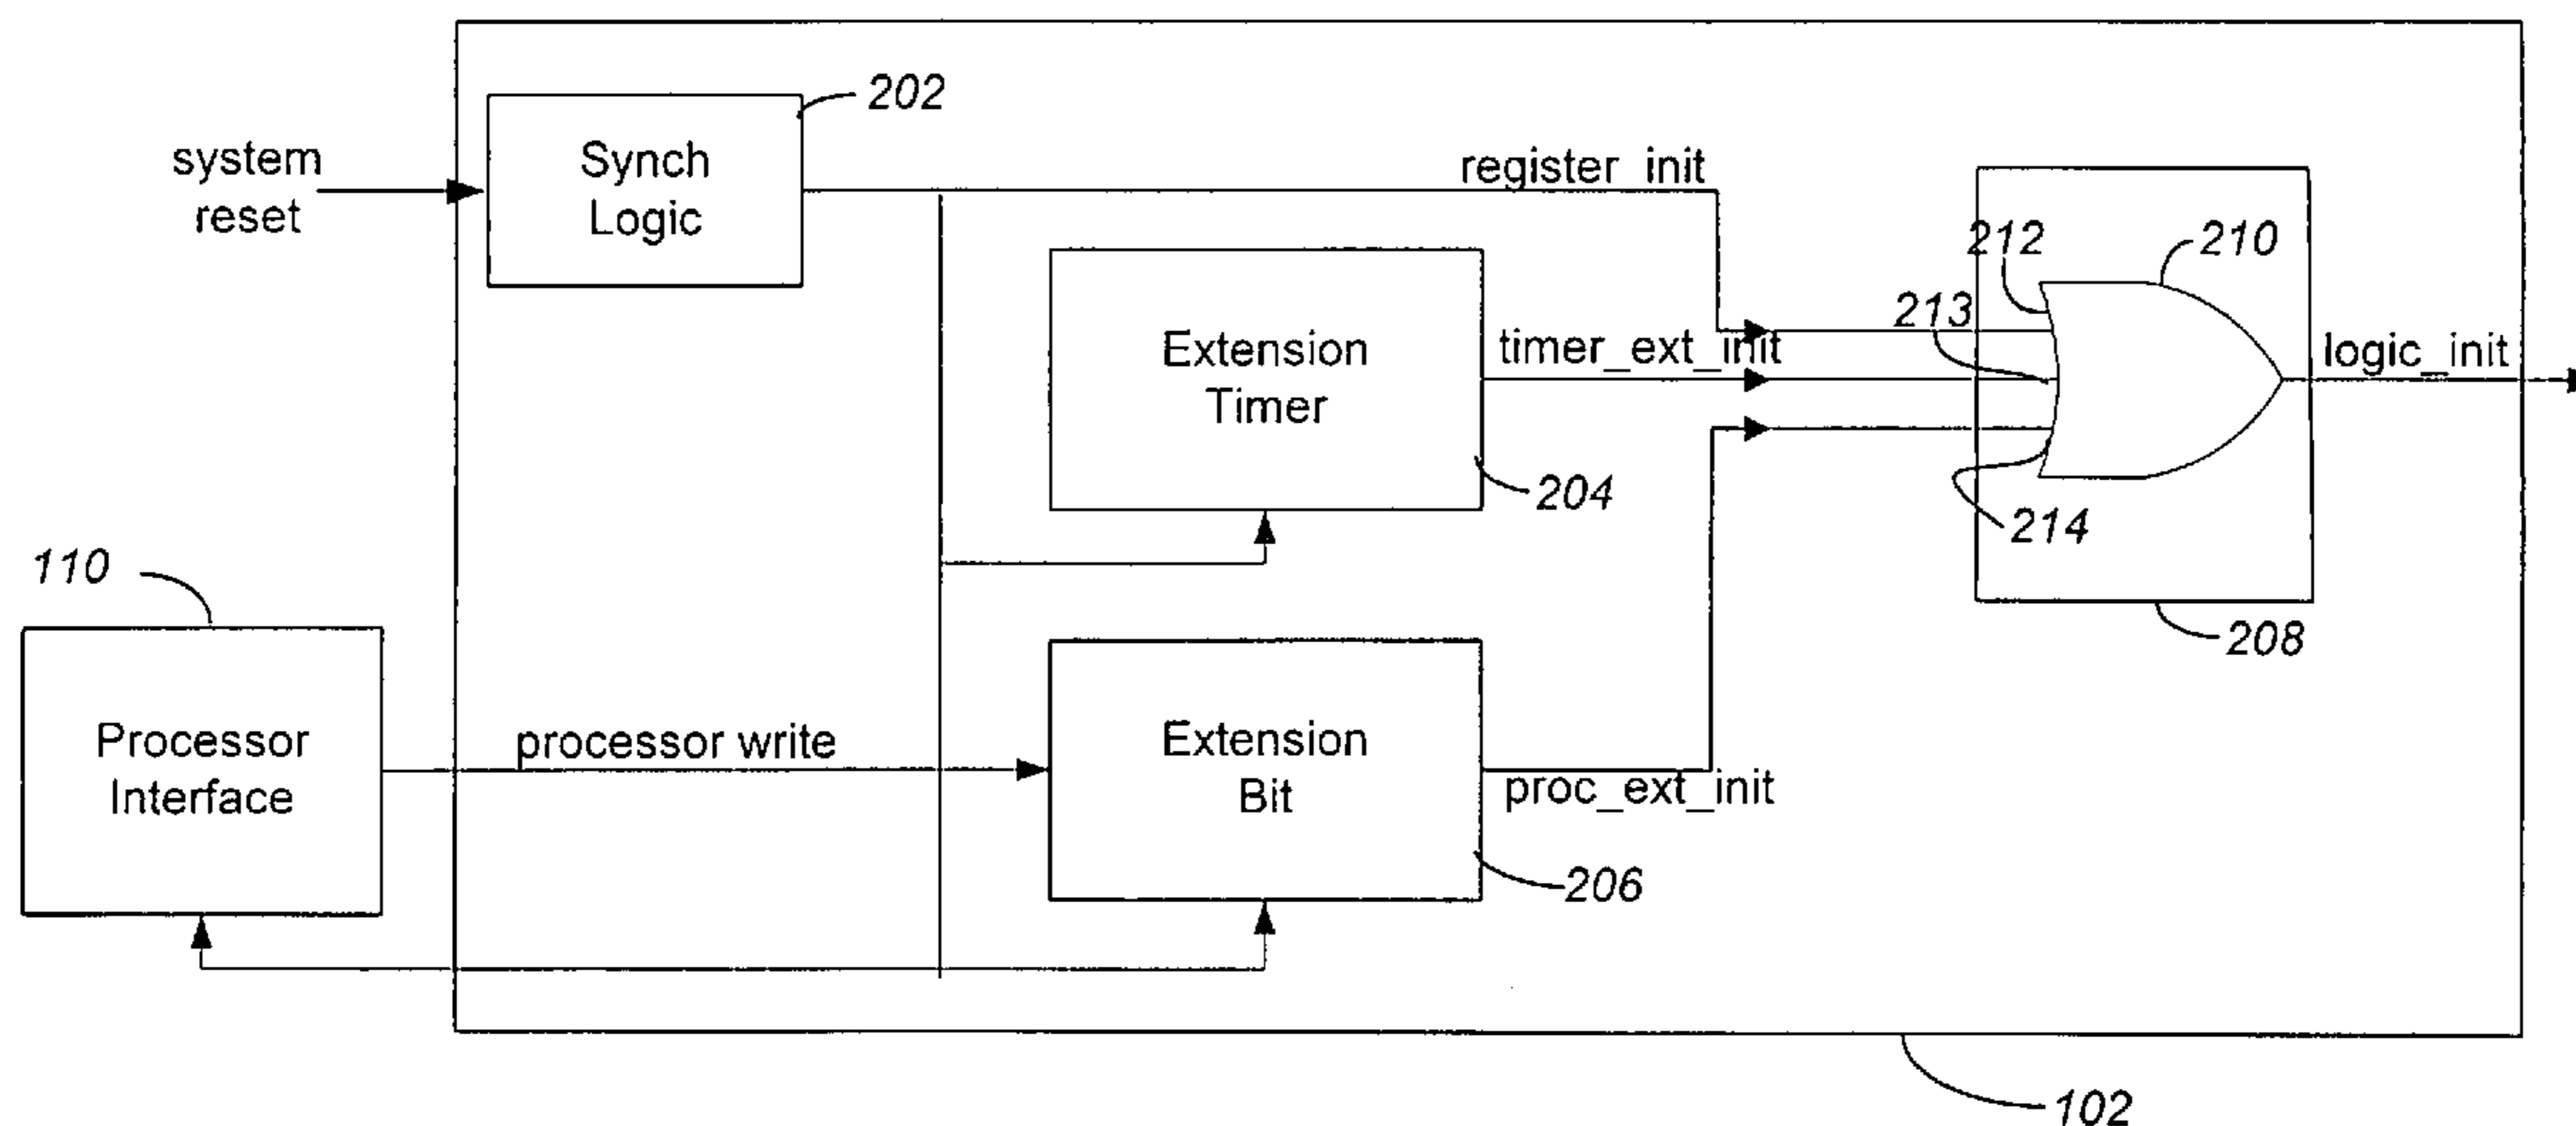 202
system
reset
Synch
Logic
register_init
212
210
213
Extension
Timer
timer_ext_init
logic_init
204
214
110
208
Processor
Interface
processor write
Extension
Bit
proc_ext_init
206
102